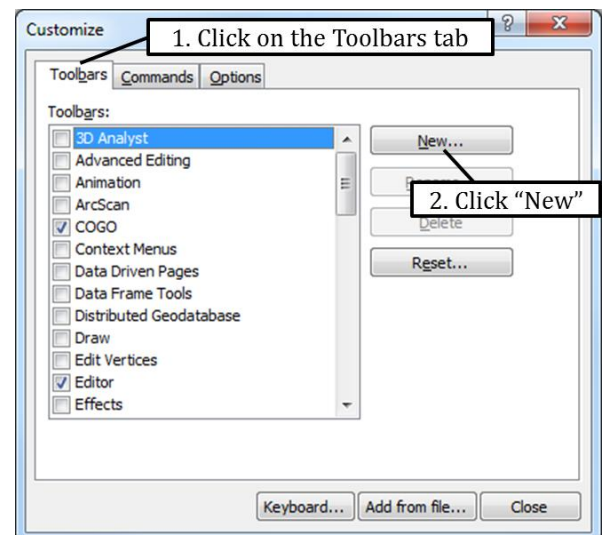 Customize
1. Click on the Toolbars tab
Toolbars Commands Options
Toolbars:
3D Analyst
Advanced Editing
Animation
ArcScan
COGO
Context Menus
Data Driven Pages
Data Frame Tools
Distributed Geodatabase
Draw
Edit Vertices
Editor
Effects
New...
2. Click “New”
Delete
Reset...
Keyboard... Add from file... Close